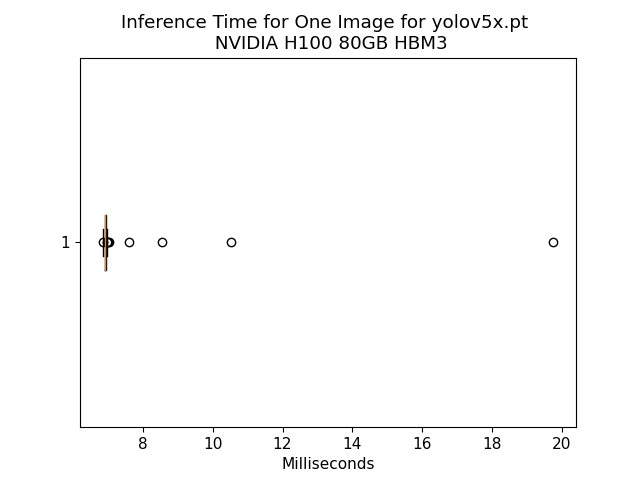 Inference Time for One Image for yolov5x.pt
NVIDIA H100 80GB HBM3
1
8 10 12 14 16 18 20
Milliseconds